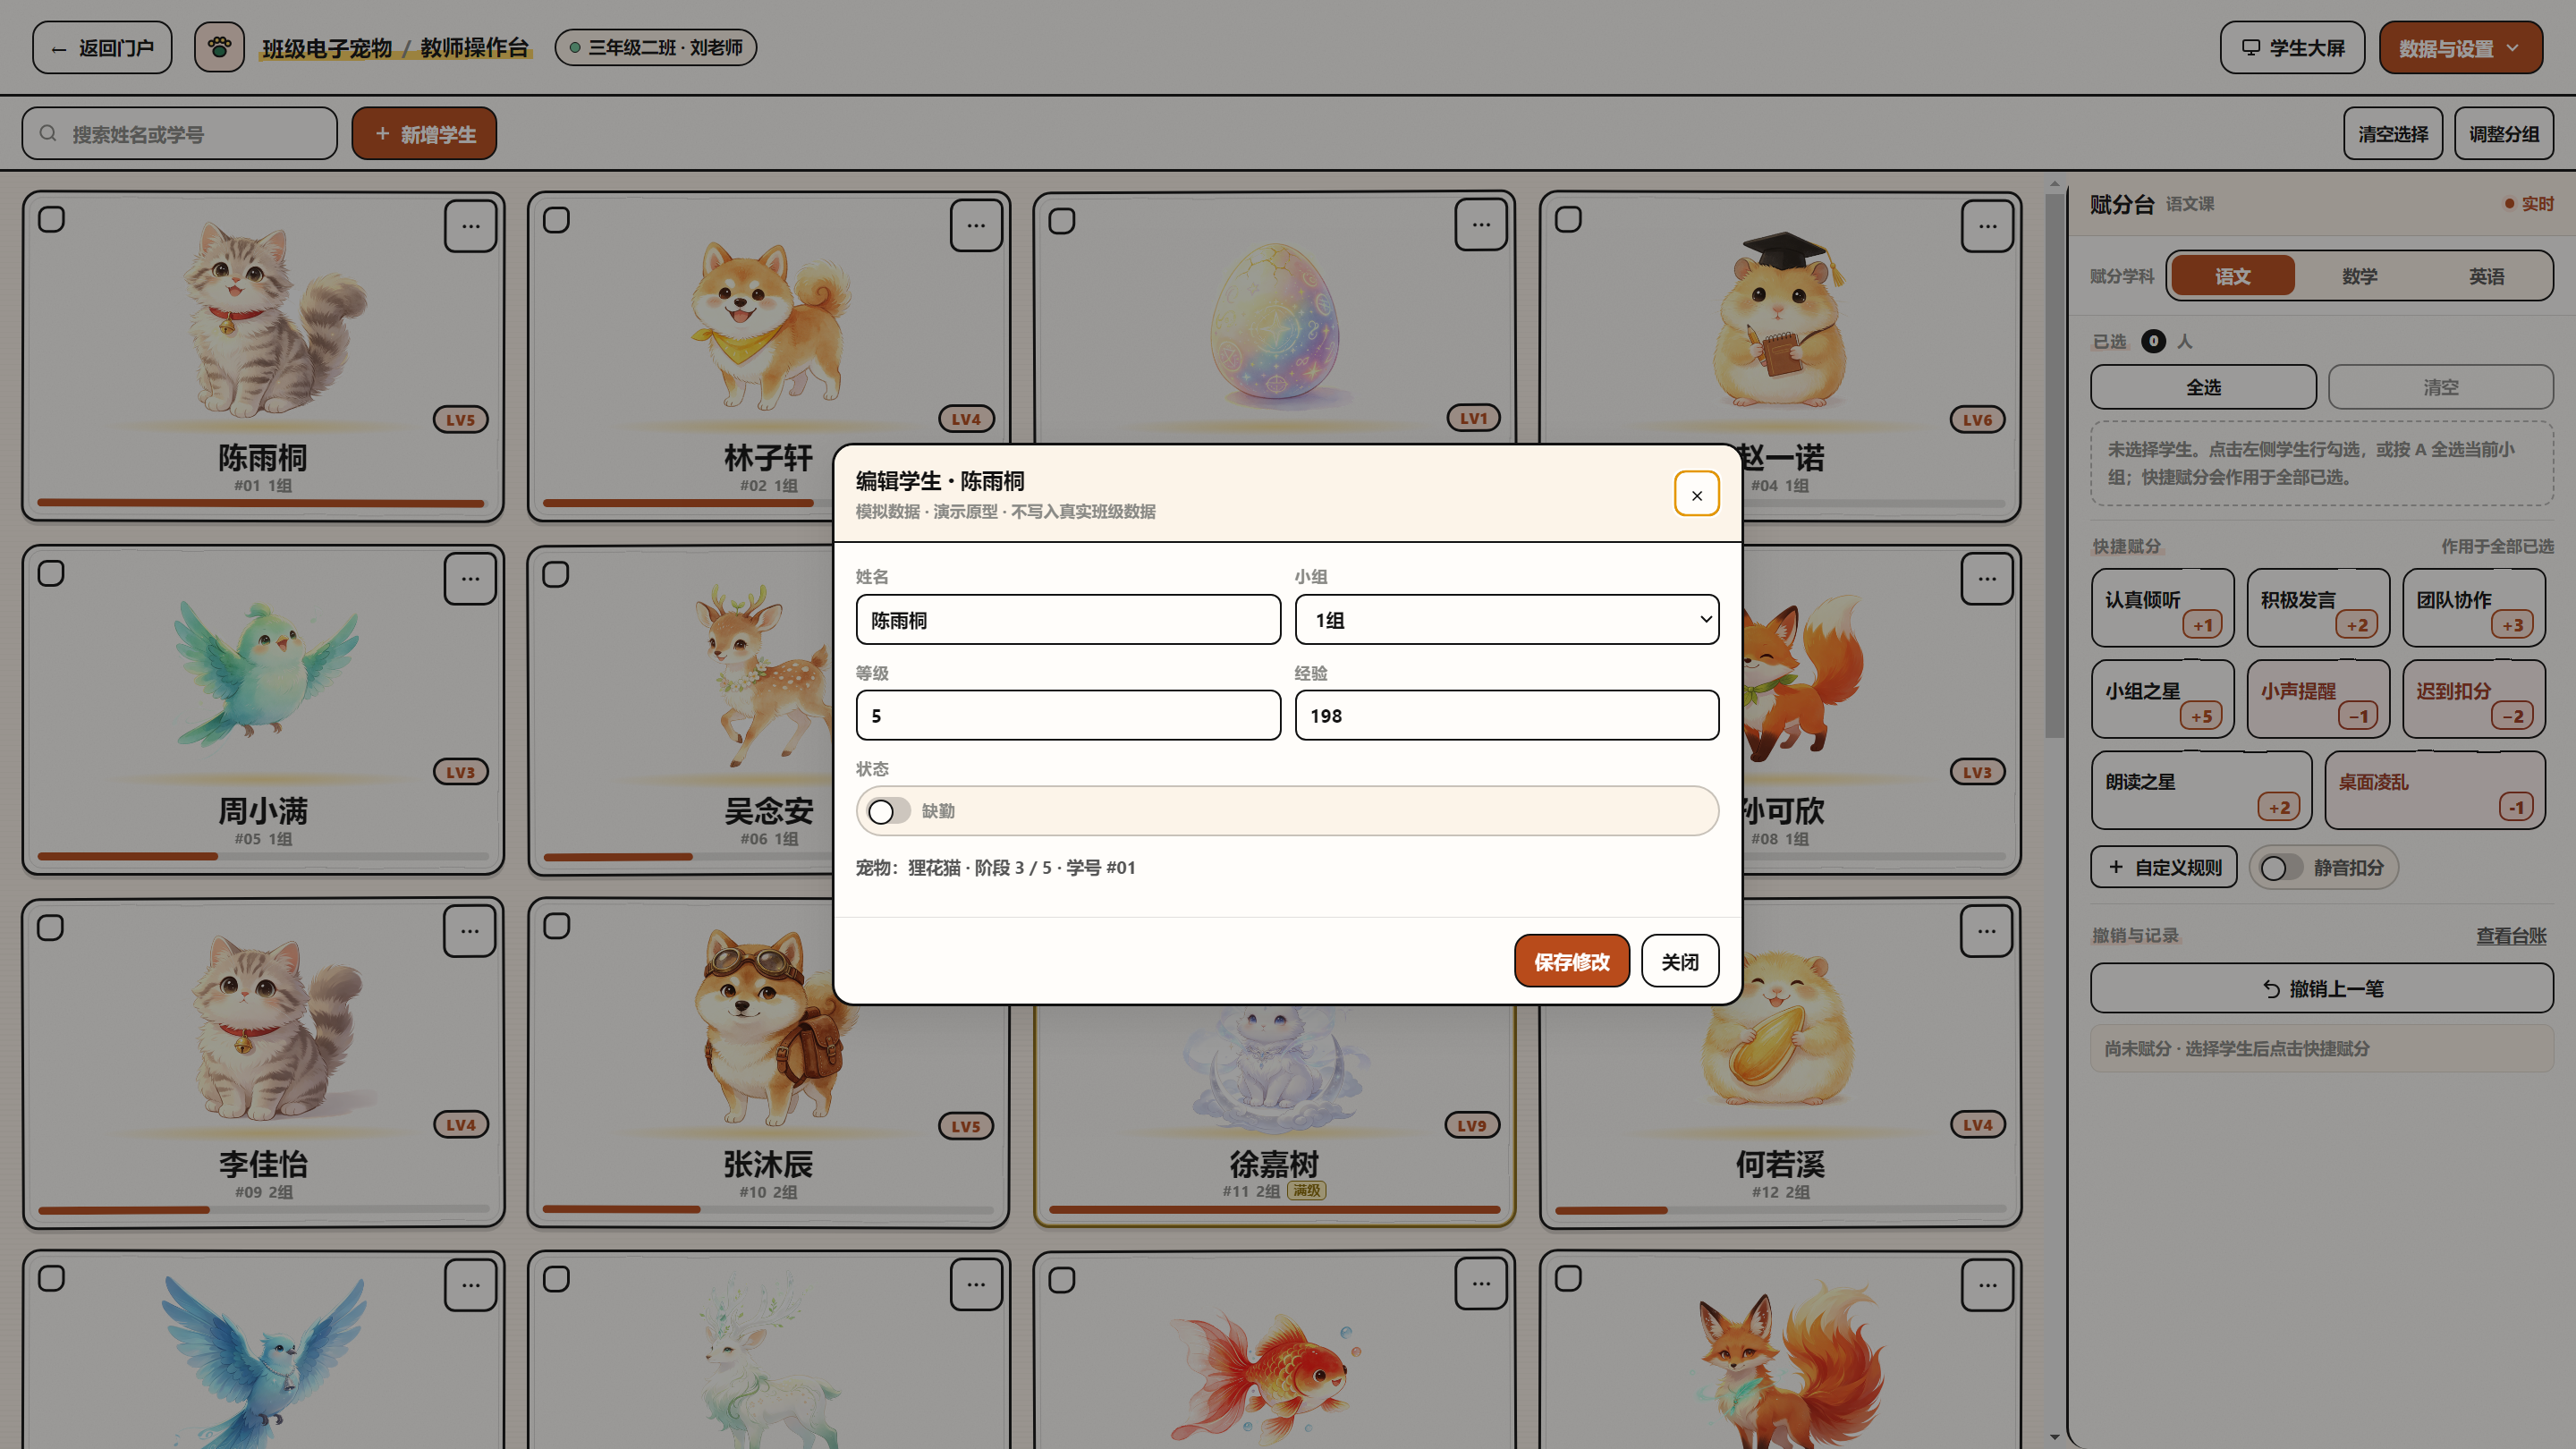 ← 返回门户
班级电子宠物 / 教师操作台
三年级二班 · 刘老师
学生大屏
数据与设置
搜索姓名或学号
+ 新增学生
清空选择
调整分组
LV5
陈雨桐
#01 1组
LV4
林子轩
#02 1组
LV1
LV6
赵一诺
#04 1组
LV3
周小满
#05 1组
吴念安
#06 1组
LV3
孙可欣
#08 1组
LV4
李佳怡
#09 2组
LV5
张沐辰
#10 2组
LV9
徐嘉树
#11 2组 满级
LV4
何若溪
#12 2组
编辑学生 · 陈雨桐
模拟数据 · 演示原型 · 不写入真实班级数据
×
姓名
陈雨桐
小组
1组
等级
5
经验
198
状态
缺勤
宠物：狸花猫 · 阶段 3 / 5 · 学号 #01
保存修改
关闭
赋分台 语文课
实时
赋分学科
语文
数学
英语
已选 0 人
全选
清空
未选择学生。点击左侧学生行勾选，或按 A 全选当前小
组；快捷赋分会作用于全部已选。
快捷赋分
作用于全部已选
认真倾听
+1
积极发言
+2
团队协作
+3
小组之星
+5
小声提醒
−1
迟到扣分
−2
朗读之星
+2
桌面凌乱
-1
+ 自定义规则
静音扣分
撤销与记录
查看台账
撤销上一笔
尚未赋分 · 选择学生后点击快捷赋分